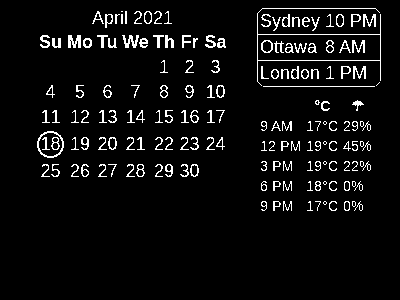 April 2021
Su Mo Tu We Th Fr Sa
1 2 3
4 5 6 7 8 9 10
11 12 13 14 15 16 17
18 19 20 21 22 23 24
25 26 27 28 29 30
Sydney 10 PM
Ottawa 8 AM
London 1 PM
°C ☂
9 AM 17°C 29%
12 PM 19°C 45%
3 PM 19°C 22%
6 PM 18°C 0%
9 PM 17°C 0%